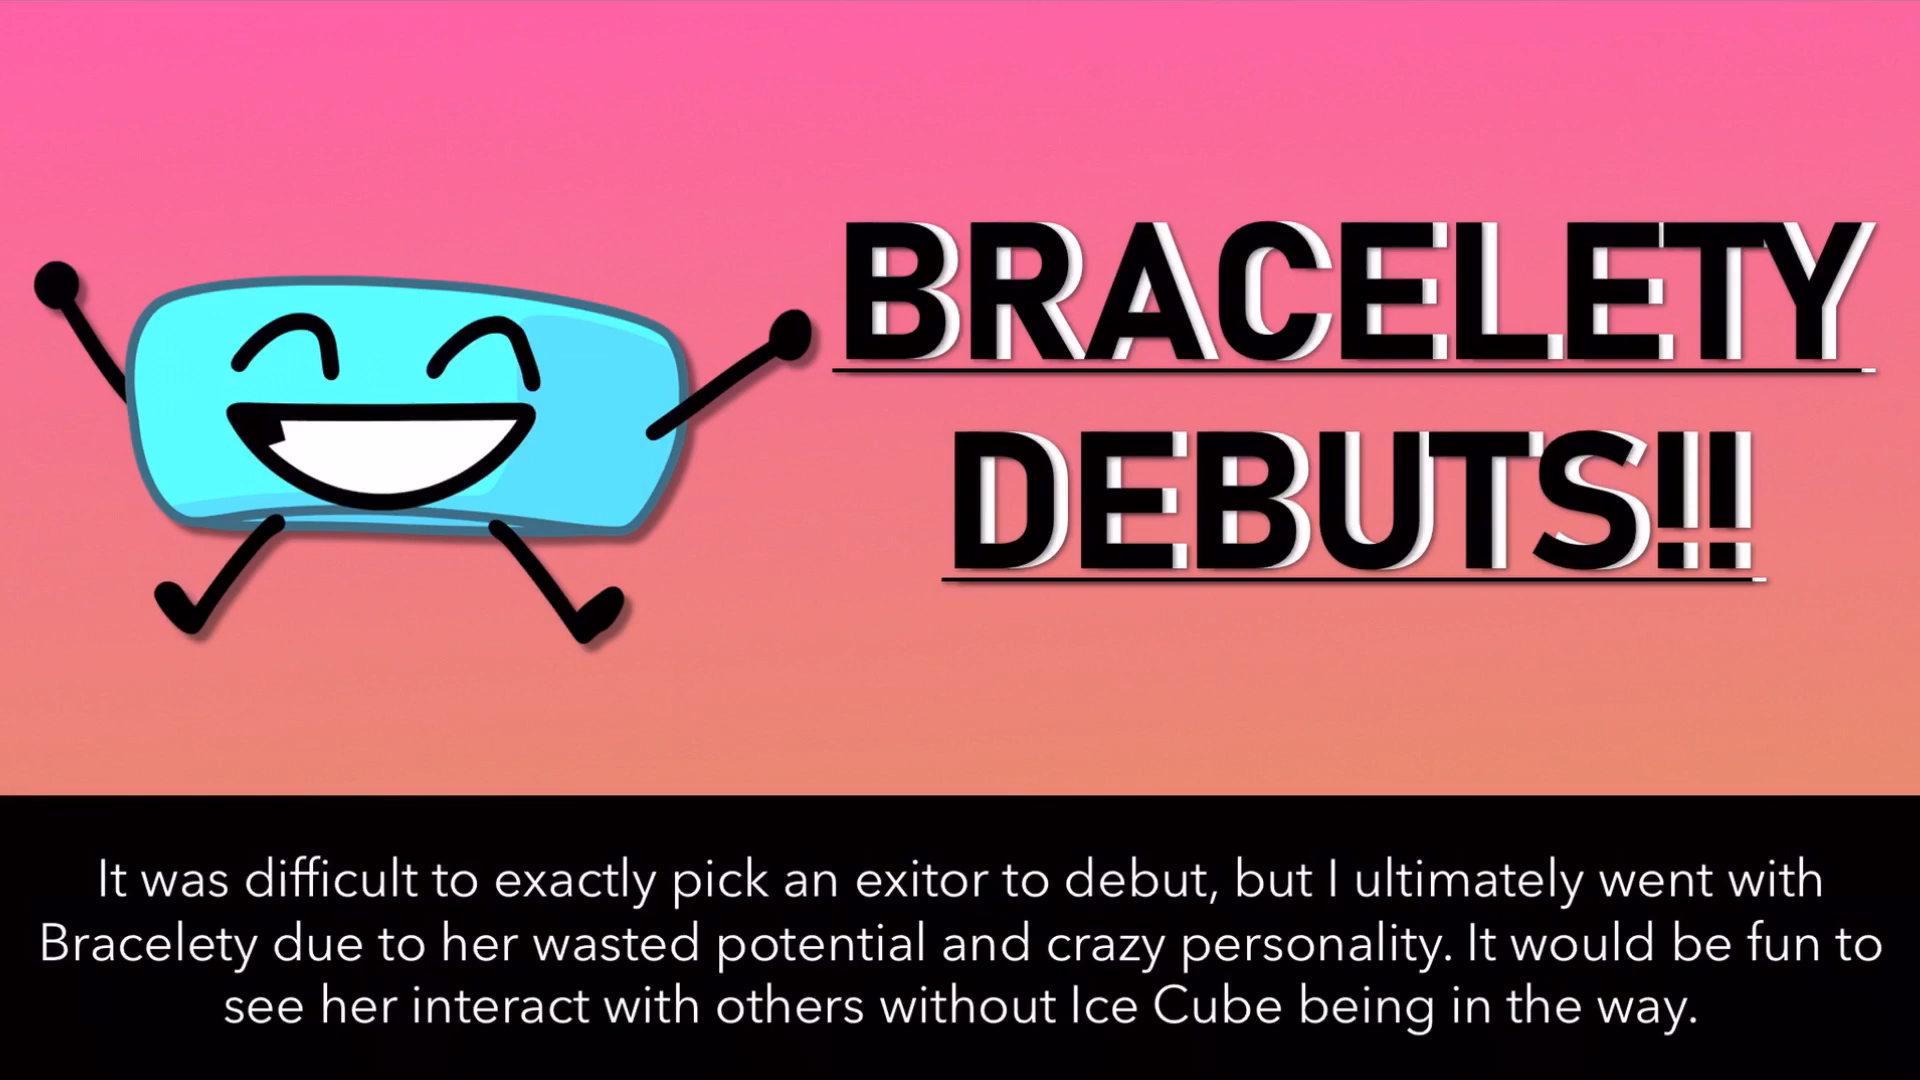 BRACELETY
DEBUTS!!
It was difficult to exactly pick an exitor to debut, but I ultimately went with
Bracelety due to her wasted potential and crazy personality. It would be fun to
see her interact with others without Ice Cube being in the way.